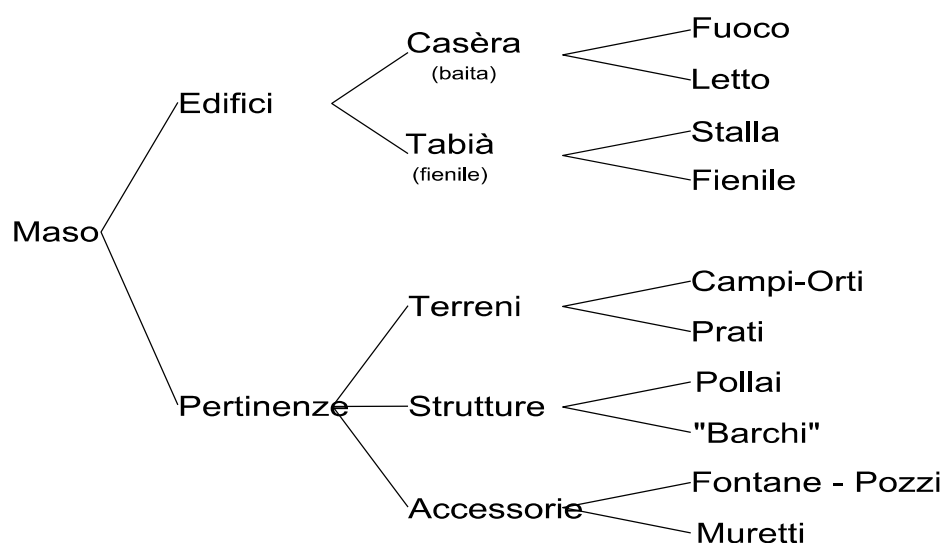 Fuoco
Casèra
(baita)
Letto
Edifici
Stalla
Tabià
(fienile)
Fienile
Maso
Campi-Orti
Terreni
Prati
Pollai
Pertinenze
Strutture
"Barchi"
Fontane - Pozzi
Accessorie
Muretti